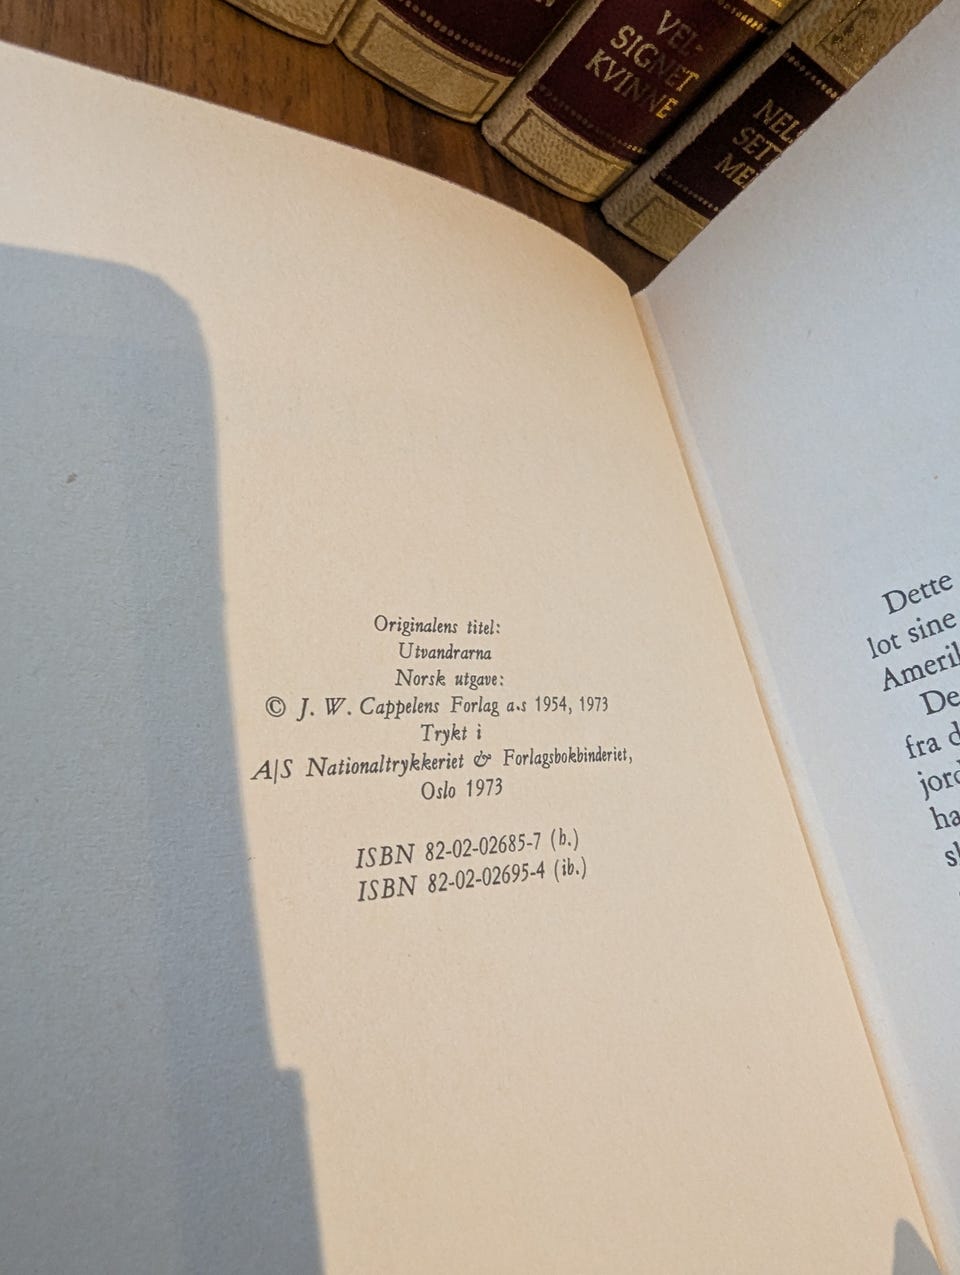 VEL-
SIGNET
KVINNE
Originalens titel:
Utvandrarna
Norsk utgave:
© J. W. Cappelens Forlag a.s 1954, 1973
Trykt i
A|S Nationaltrykkeriet & Forlagsbokbinderiet,
Oslo 1973
ISBN 82-02-02685-7 (b.)
ISBN 82-02-02695-4 (ib.)
Dette
lot sine
De
fra